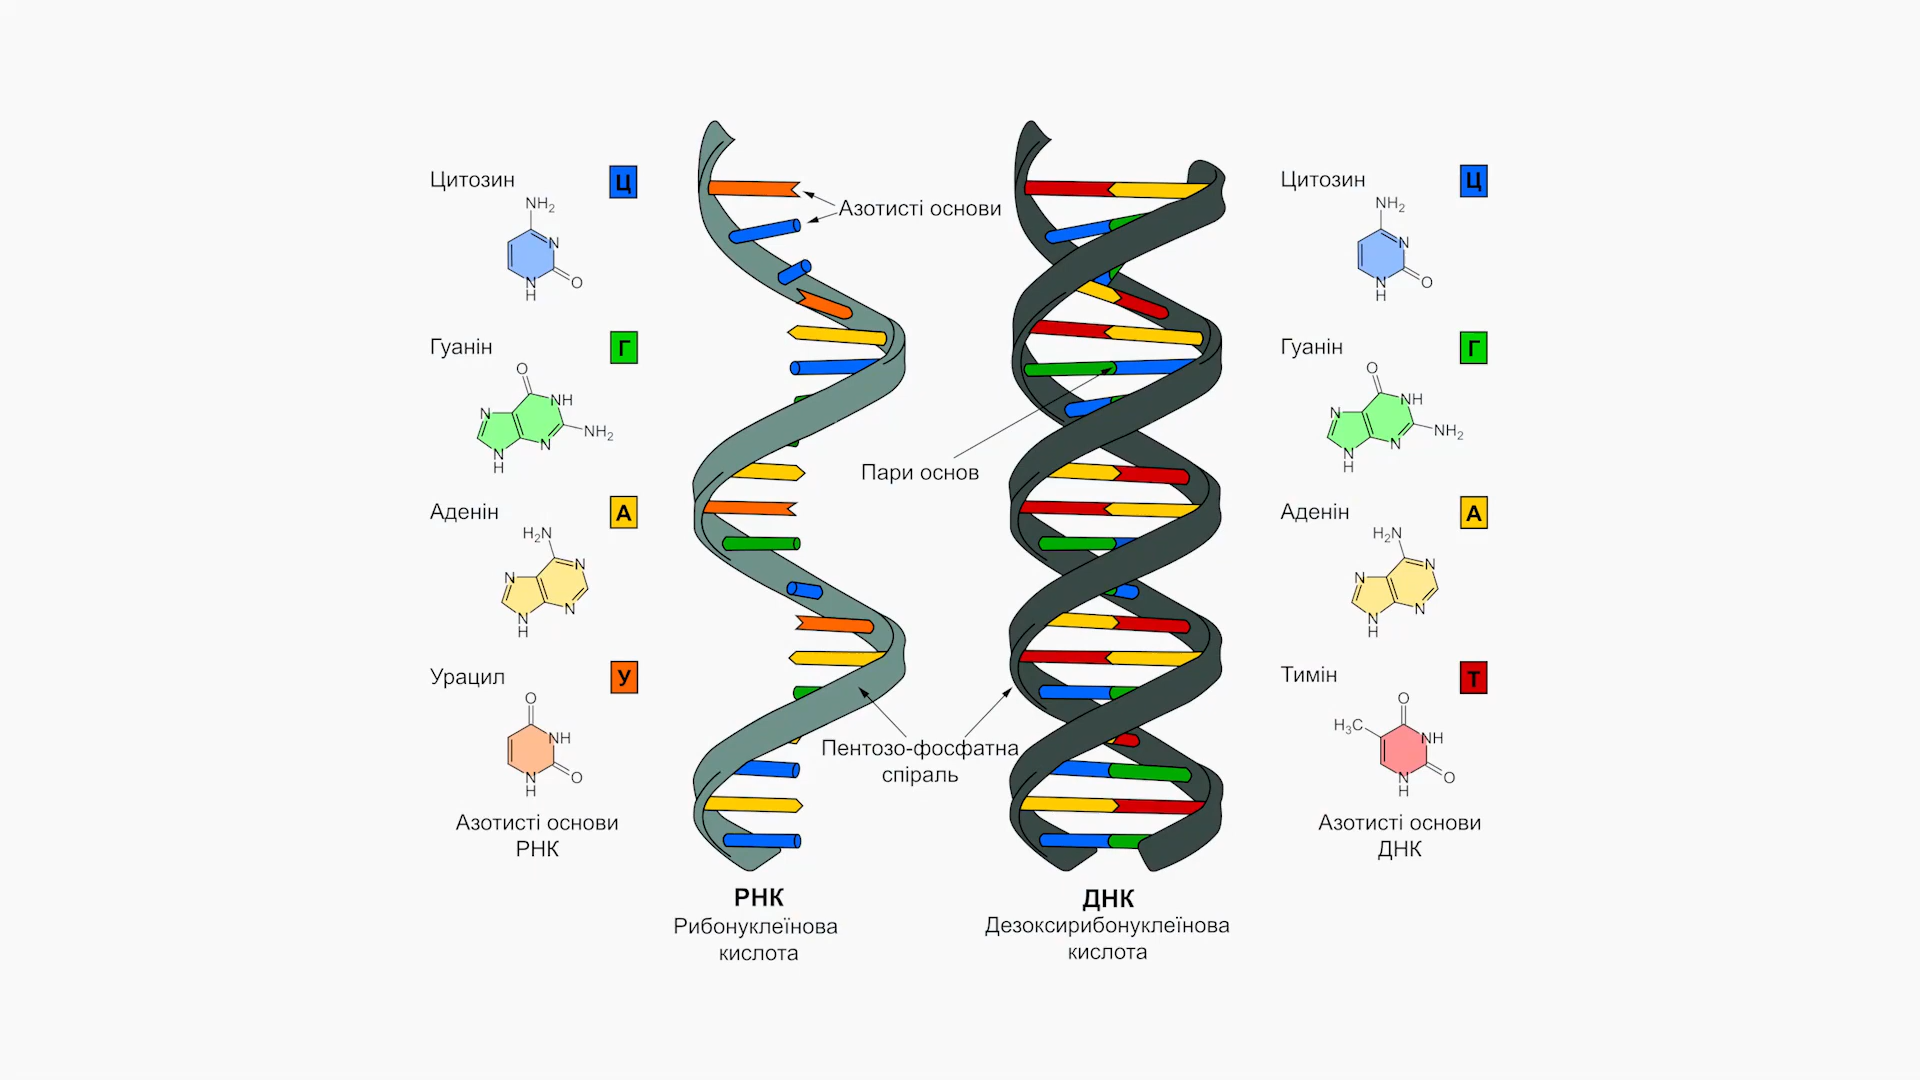 Цитозин
Ц
NH2
N
N
H
O
Гуанін
Г
O
N
NH
N
H
N
NH2
Аденін
А
H2N
N
N
N
H
N
Урацил
У
O
NH
N
H
O
Азотисті основи
РНК
Азотисті основи
Пари основ
Пентозо-фосфатна
спіраль
РНК
Рибонуклеїнова
кислота
ДНК
Дезоксирибонуклеїнова
кислота
Цитозин
Ц
NH2
N
N
H
O
Гуанін
Г
O
N
NH
N
H
N
NH2
Аденін
А
H2N
N
N
N
H
N
Тимін
Т
O
H3C
NH
N
H
O
Азотисті основи
ДНК